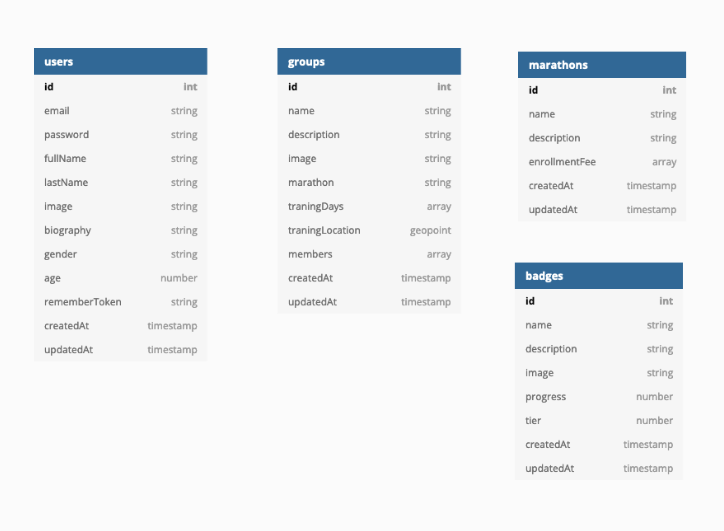 users
id int
email string
password string
fullName string
lastName string
image string
biography string
gender string
age number
rememberToken string
createdAt timestamp
updatedAt timestamp
groups
id int
name string
description string
image string
marathon string
traningDays array
traningLocation geopoint
members array
createdAt timestamp
updatedAt timestamp
marathons
id int
name string
description string
enrollmentFee array
createdAt timestamp
updatedAt timestamp
badges
id int
name string
description string
image string
progress number
tier number
createdAt timestamp
updatedAt timestamp